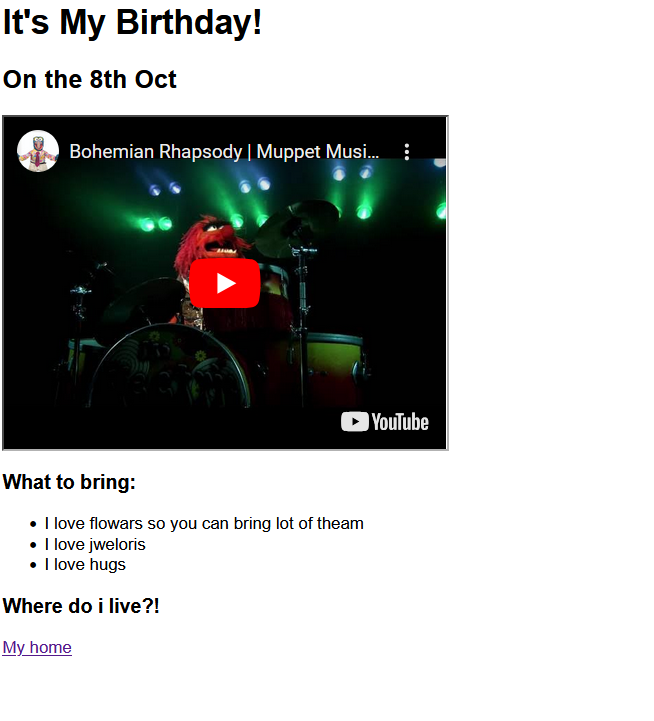 It's My Birthday!
On the 8th Oct
Bohemian Rhapsody | Muppet Musi...
YouTube
What to bring:
I love flowars so you can bring lot of theam
I love jweloris
I love hugs
Where do i live?!
My home